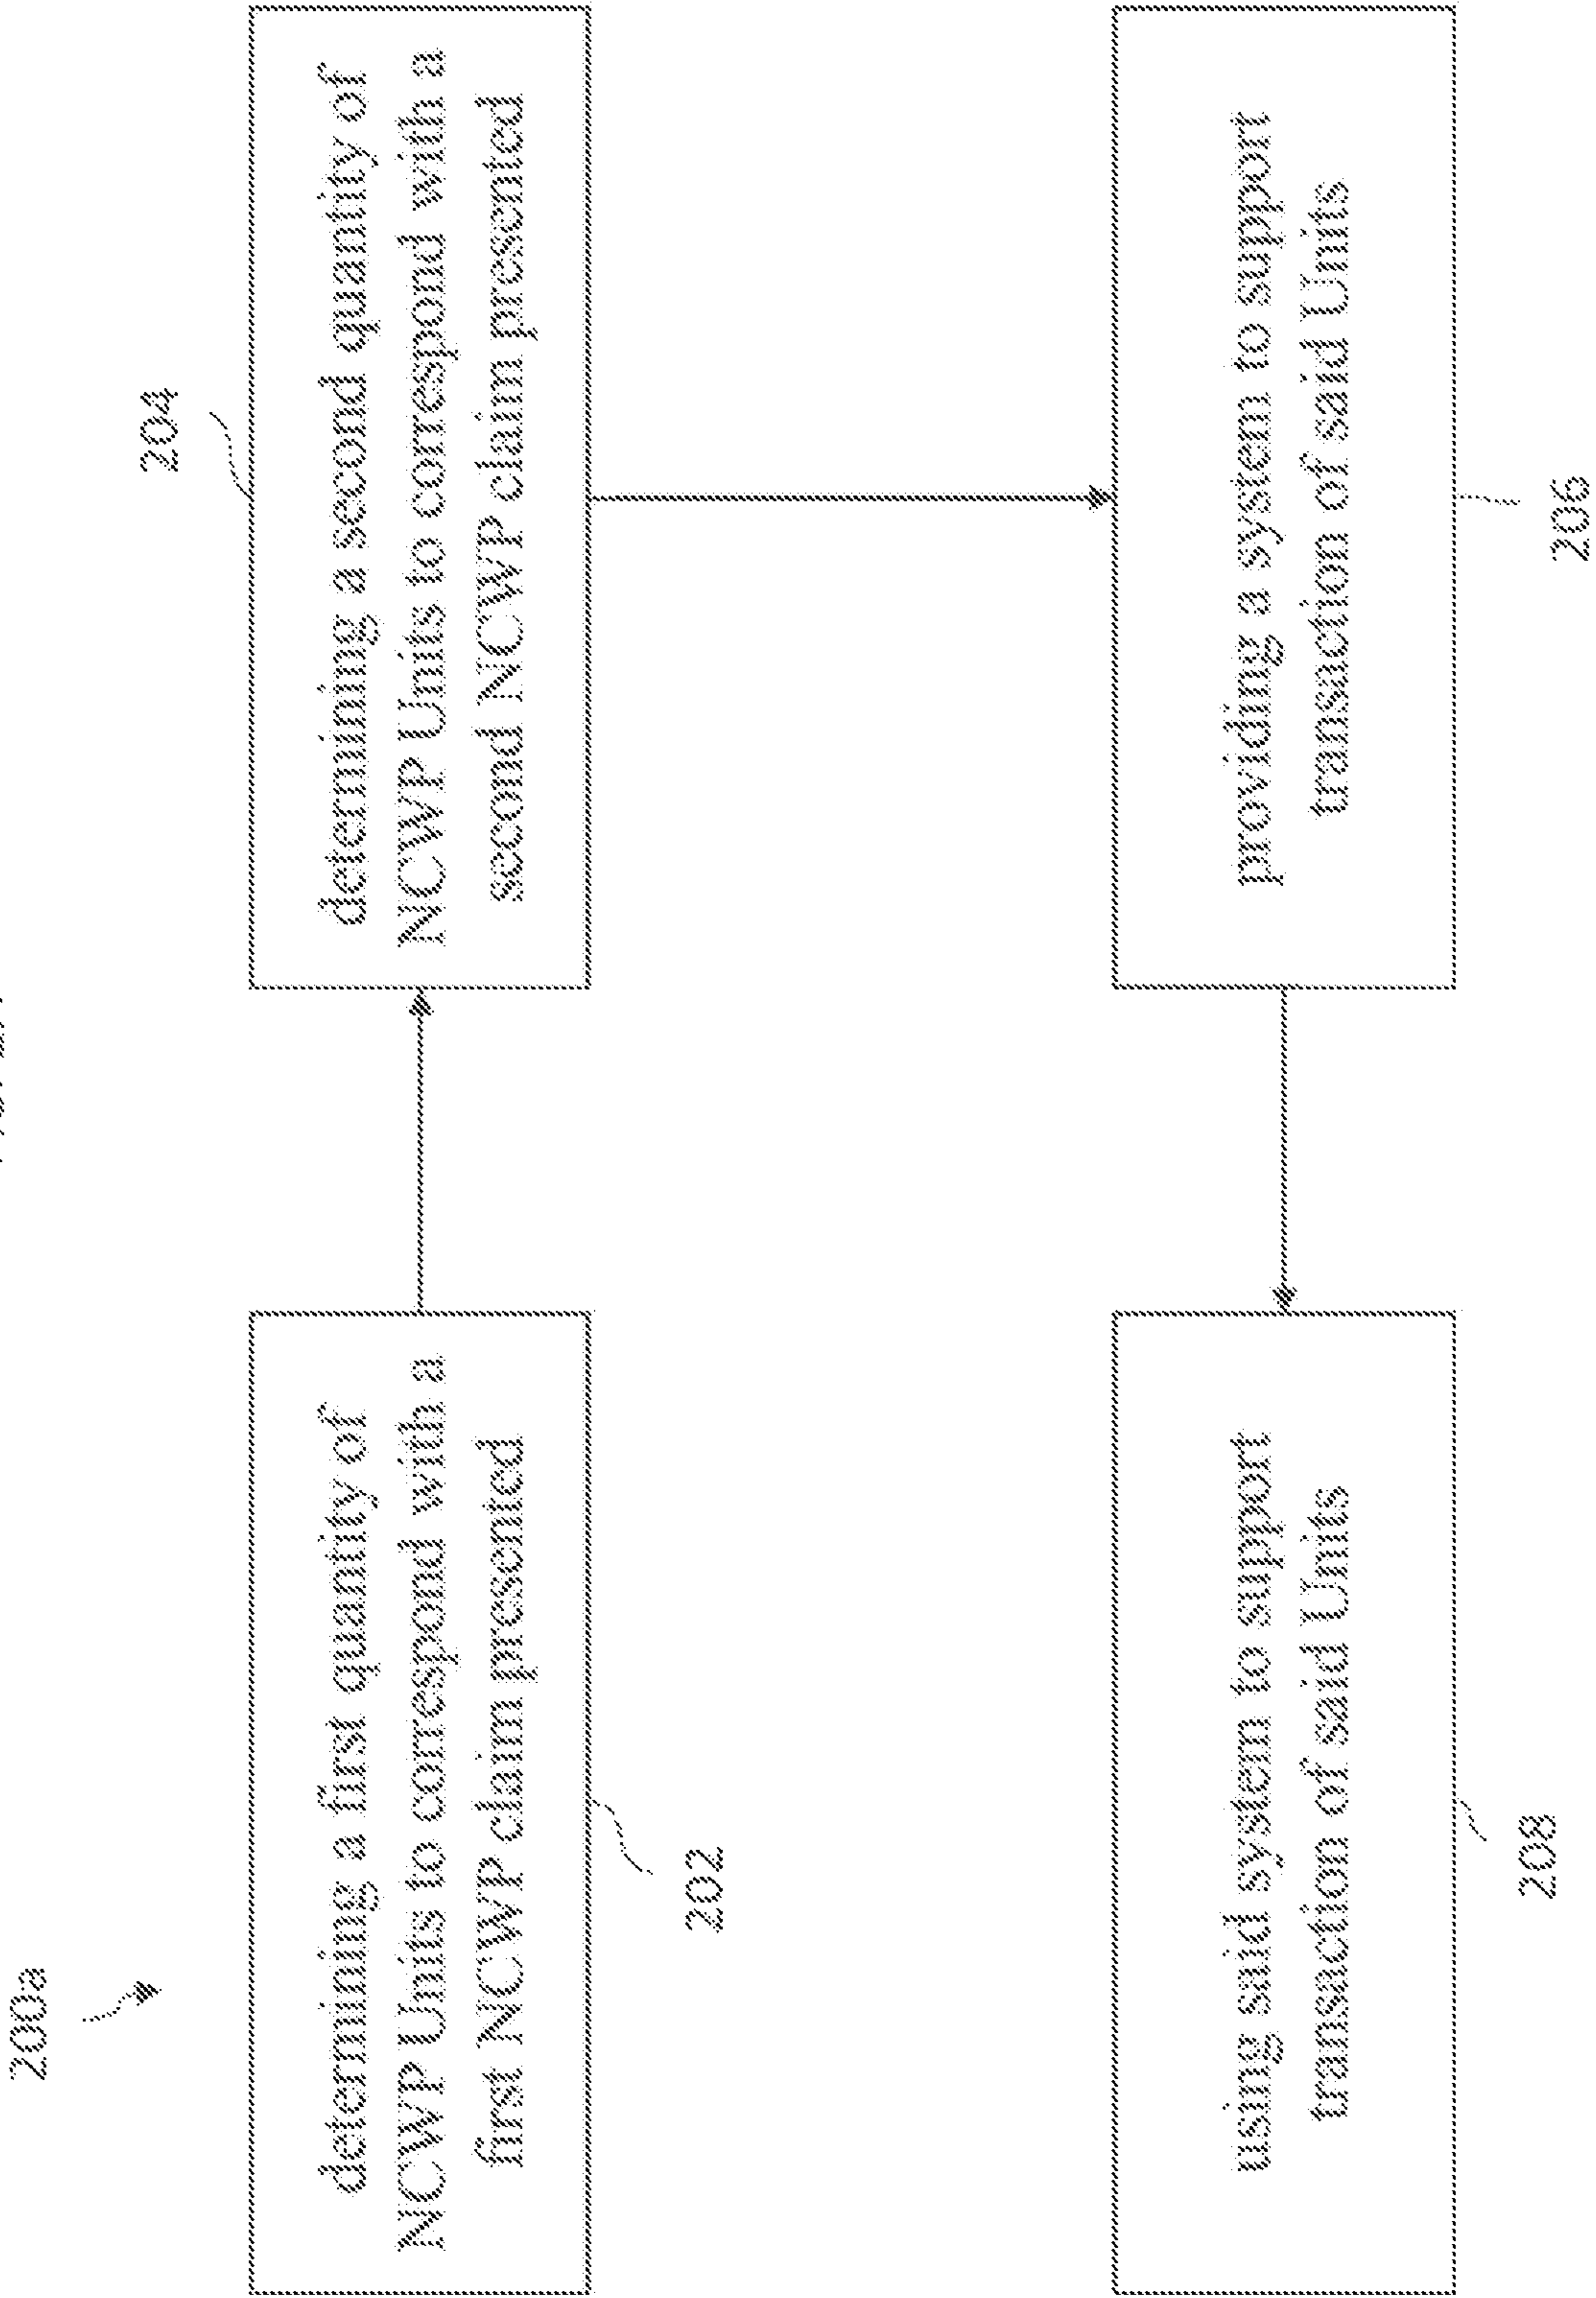 200a
determining a first quantity of
NCWP Units to correspond with a
first NCWP claim presented
202
204
determining a second quantity of
NCWP Units to correspond with a
second NCWP claim presented
providing a system to support
transaction of said Units
206
using said system to support
transaction of said Units
208